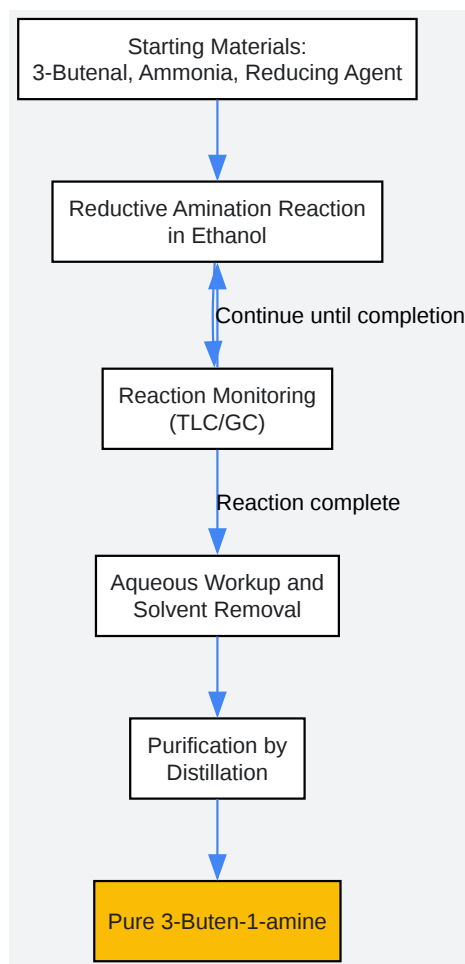 Starting Materials:
3-Butenal, Ammonia, Reducing Agent
Reductive Amination Reaction
in Ethanol
Continue until completion
Reaction Monitoring
(TLC/GC)
Reaction complete
Aqueous Workup and
Solvent Removal
Purification by
Distillation
Pure 3-Buten-1-amine